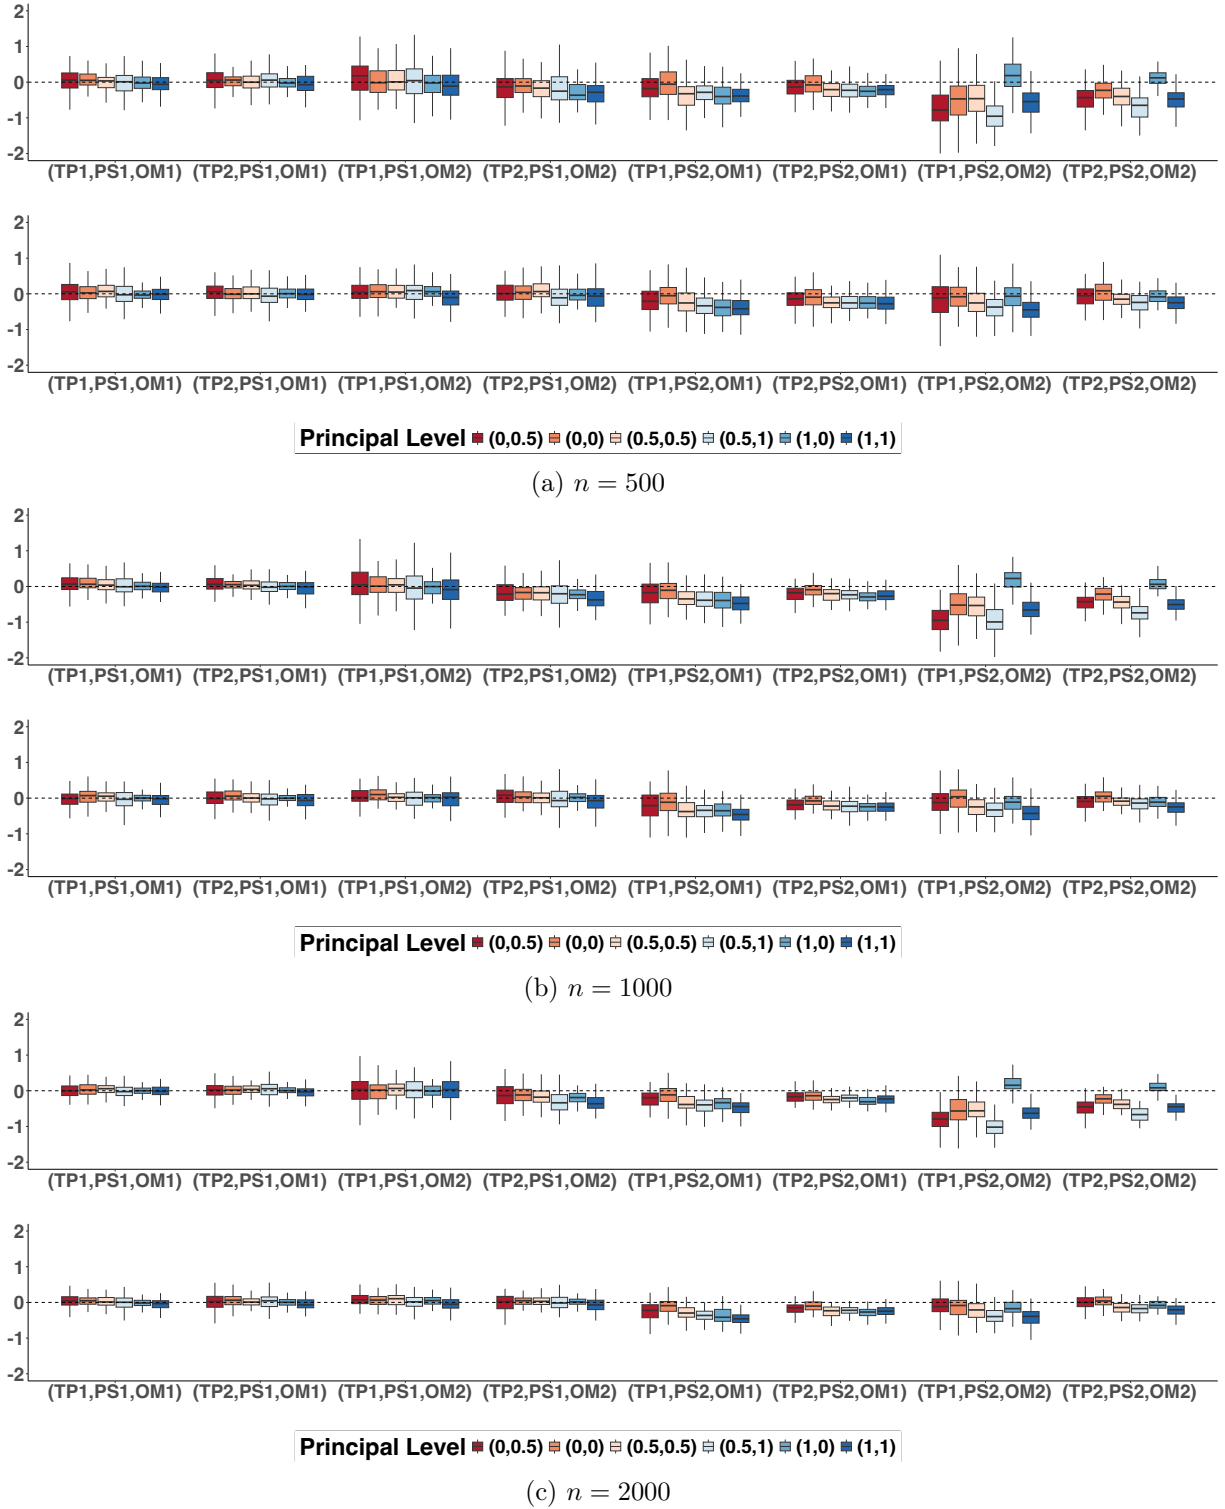 2
1
0
-1
-2
(TP1,PS1,OM1) (TP2,PS1,OM1) (TP1,PS1,OM2) (TP2,PS1,OM2) (TP1,PS2,OM1) (TP2,PS2,OM1) (TP1,PS2,OM2) (TP2,PS2,OM2)
2
1
0
-1
-2
(TP1,PS1,OM1) (TP2,PS1,OM1) (TP1,PS1,OM2) (TP2,PS1,OM2) (TP1,PS2,OM1) (TP2,PS2,OM1) (TP1,PS2,OM2) (TP2,PS2,OM2)
Principal Level (0,0.5) (0,0) (0.5,0.5) (0.5,1) (1,0) (1,1)
(a) n = 500
2
1
0
-1
-2
(TP1,PS1,OM1) (TP2,PS1,OM1) (TP1,PS1,OM2) (TP2,PS1,OM2) (TP1,PS2,OM1) (TP2,PS2,OM1) (TP1,PS2,OM2) (TP2,PS2,OM2)
2
1
0
-1
-2
(TP1,PS1,OM1) (TP2,PS1,OM1) (TP1,PS1,OM2) (TP2,PS1,OM2) (TP1,PS2,OM1) (TP2,PS2,OM1) (TP1,PS2,OM2) (TP2,PS2,OM2)
Principal Level (0,0.5) (0,0) (0.5,0.5) (0.5,1) (1,0) (1,1)
(b) n = 1000
2
1
0
-1
-2
(TP1,PS1,OM1) (TP2,PS1,OM1) (TP1,PS1,OM2) (TP2,PS1,OM2) (TP1,PS2,OM1) (TP2,PS2,OM1) (TP1,PS2,OM2) (TP2,PS2,OM2)
2
1
0
-1
-2
(TP1,PS1,OM1) (TP2,PS1,OM1) (TP1,PS1,OM2) (TP2,PS1,OM2) (TP1,PS2,OM1) (TP2,PS2,OM1) (TP1,PS2,OM2) (TP2,PS2,OM2)
Principal Level (0,0.5) (0,0) (0.5,0.5) (0.5,1) (1,0) (1,1)
(c) n = 2000